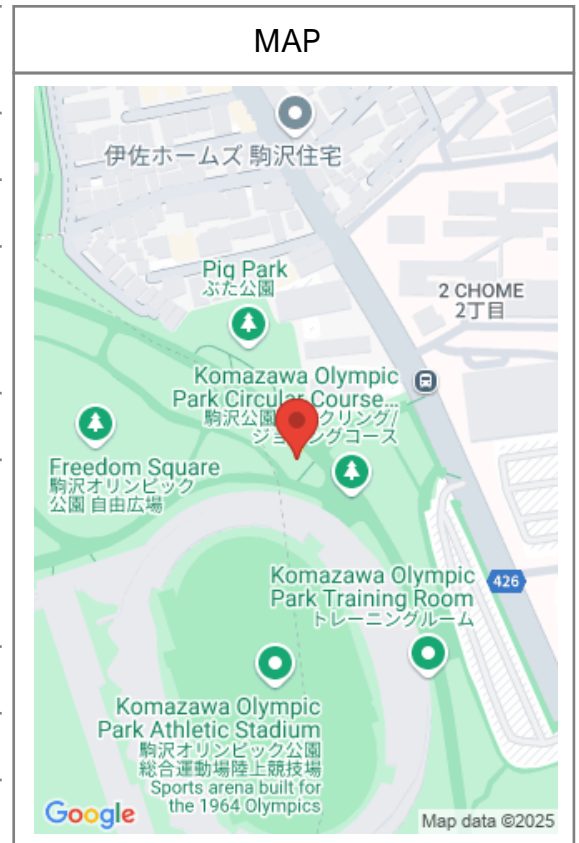 MAP
伊佐ホームズ 駒沢住宅
Pig Park
ぶた公園
2 CHOME
2丁目
Komazawa Olympic
Park Circular Course...
駒沢公園 クリング/
ジョ ングコース
Freedom Square
駒沢オリンピック
公園 自由広場
Komazawa Olympic
Park Training Room
トレーニングルーム
426
Komazawa Olympic
Park Athletic Stadium
駒沢オリンピック公園
総合運動場陸上競技場
Sports arena built for
the 1964 Olympics
Google
Map data ©2025